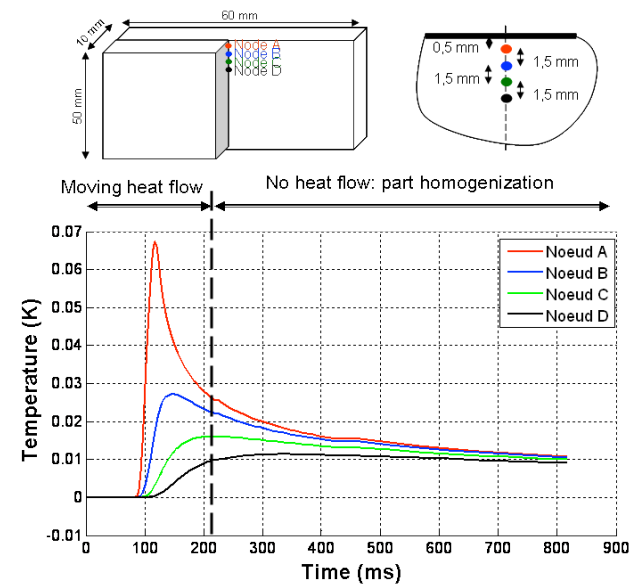 60 mm
10 mm
50 mm
Node A
Node B
Node C
Node D
0,5 mm
1,5 mm
1,5 mm
1,5 mm
Moving heat flow
No heat flow: part homogenization
0.07
0.06
0.05
0.04
0.03
0.02
0.01
0
-0.01
Temperature (K)
Noeud A
Noeud B
Noeud C
Noeud D
0 100 200 300 400 500 600 700 800 900
Time (ms)